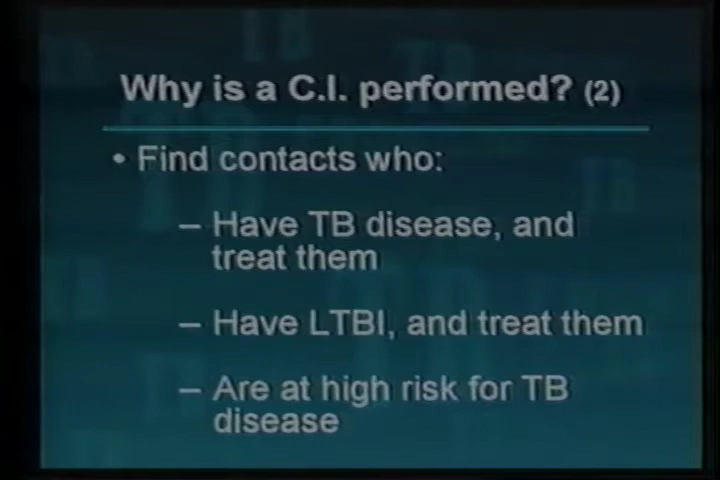 Why is a C.I. performed? (2)
• Find contacts who:
– Have TB disease, and
treat them
– Have LTBI, and treat them
– Are at high risk for TB
disease